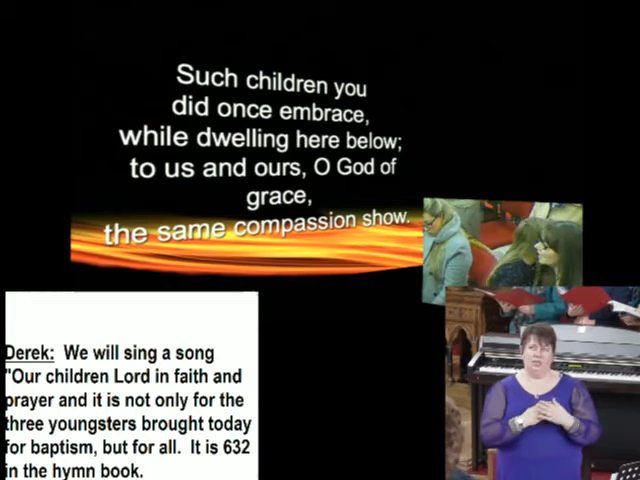 Such children you
did once embrace,
while dwelling here below;
to us and ours, O God of
grace,
the same compassion show.
Derek: We will sing a song
"Our children Lord in faith and
prayer and it is not only for the
three youngsters brought today
for baptism, but for all. It is 632
in the hymn book.